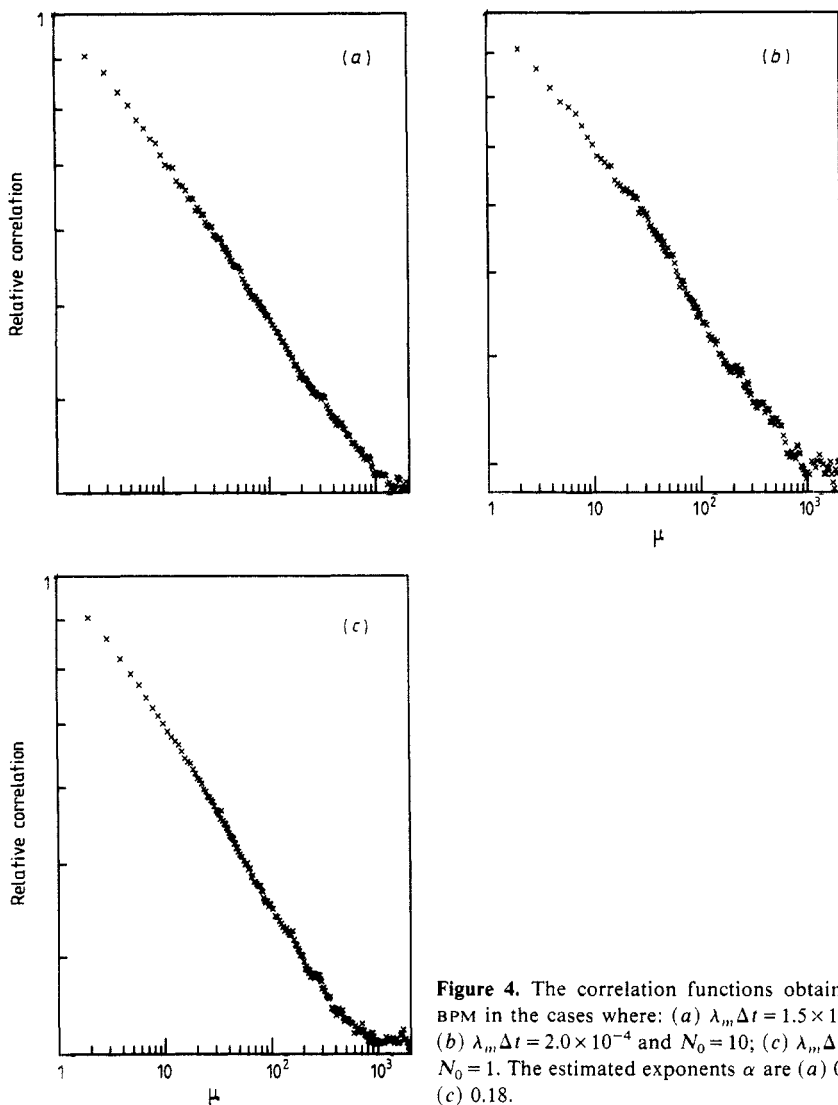 1
(a)
Relative correlation
(b)
1 10 10² 10³
μ
1
(c)
Relative correlation
1 10 10² 10³
μ
Figure 4. The correlation functions obtain
BPM in the cases where: (a) λₘΔt = 1.5 × 1
(b) λₘΔt = 2.0 × 10⁻⁴ and N₀ = 10; (c) λₘΔ
N₀ = 1. The estimated exponents α are (a) 0
(c) 0.18.